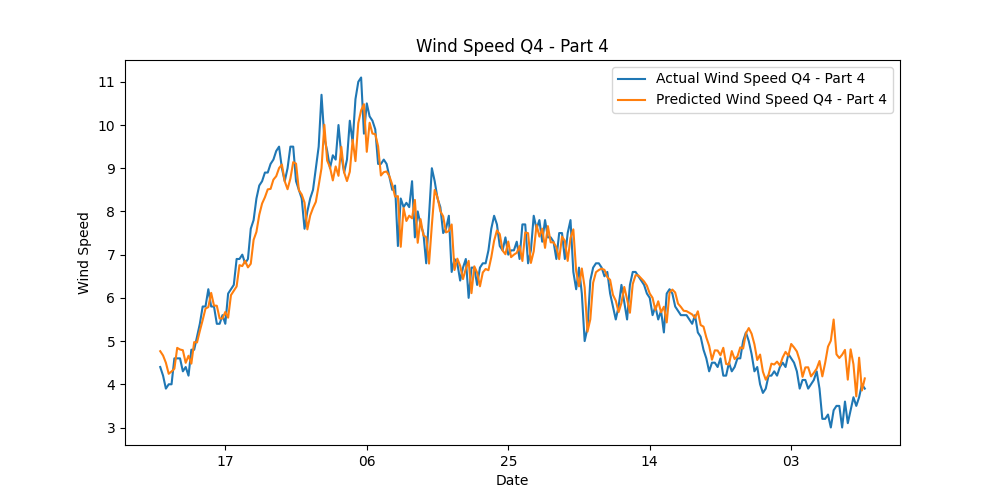 Wind Speed Q4 - Part 4
Actual Wind Speed Q4 - Part 4
Predicted Wind Speed Q4 - Part 4
Wind Speed
11
10
9
8
7
6
5
4
3
17
06
25
14
03
Date